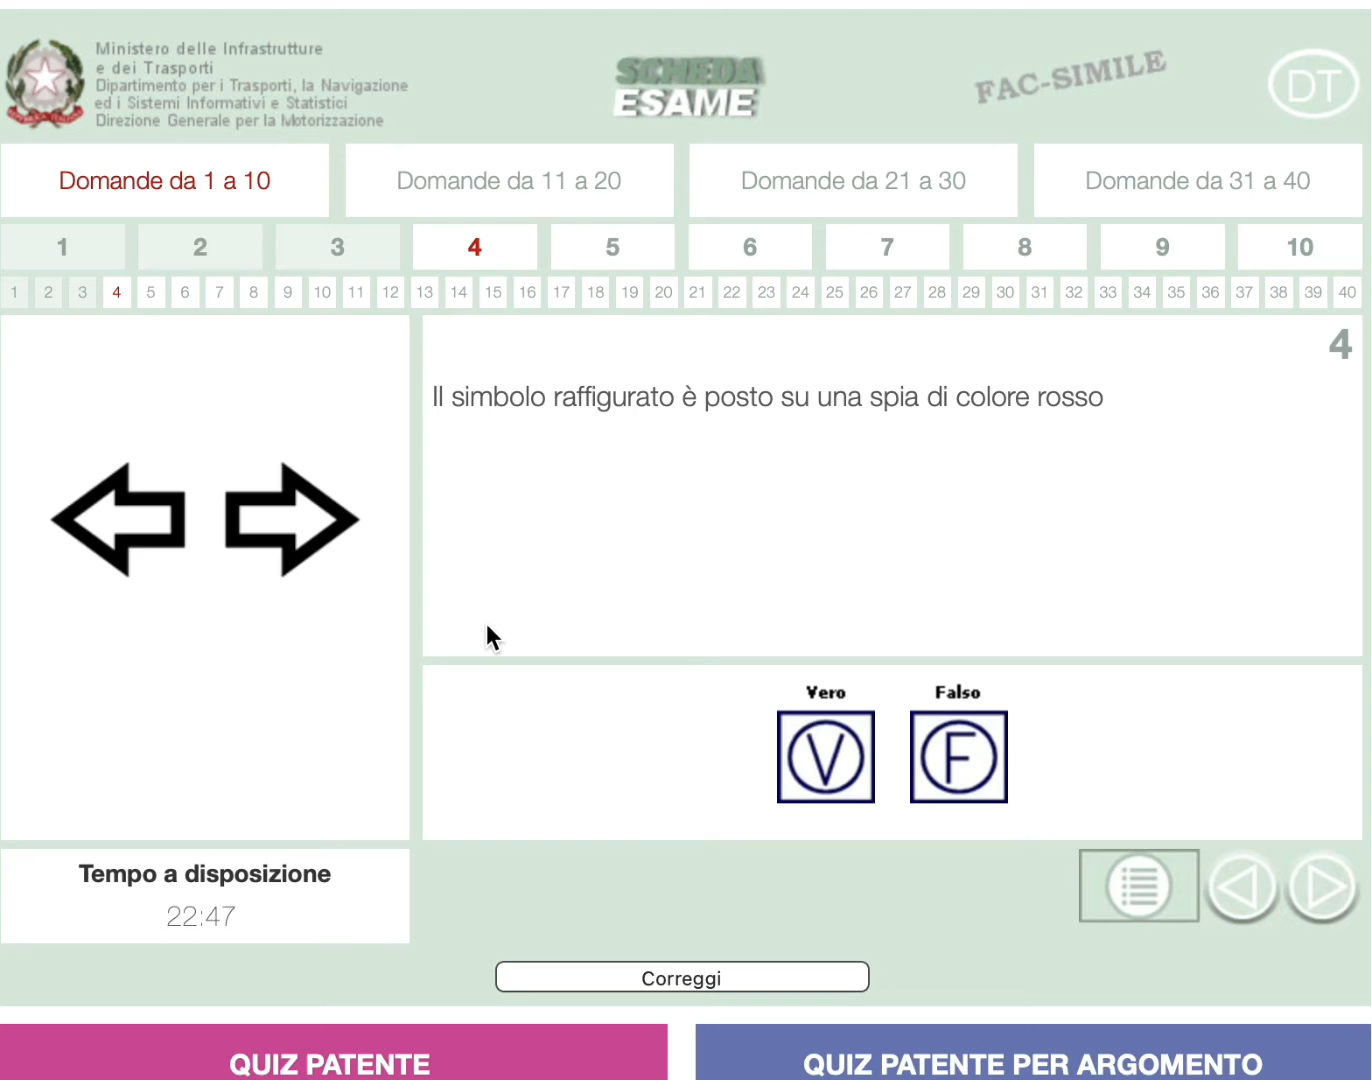 Ministero delle Infrastrutture
e dei Trasporti
Dipartimento per i Trasporti, la Navigazione
ed i Sistemi Informativi e Statistici
Direzione Generale per la Motorizzazione
SCHEDA
ESAME
FAC-SIMILE
DT
Domande da 1 a 10 Domande da 11 a 20 Domande da 21 a 30 Domande da 31 a 40
1 2 3 4 5 6 7 8 9 10
1 2 3 4 5 6 7 8 9 10 11 12 13 14 15 16 17 18 19 20 21 22 23 24 25 26 27 28 29 30 31 32 33 34 35 36 37 38 39 40
4
Il simbolo raffigurato è posto su una spia di colore rosso
Vero Falso
V F
Tempo a disposizione
22:47
Correggi
QUIZ PATENTE QUIZ PATENTE PER ARGOMENTO